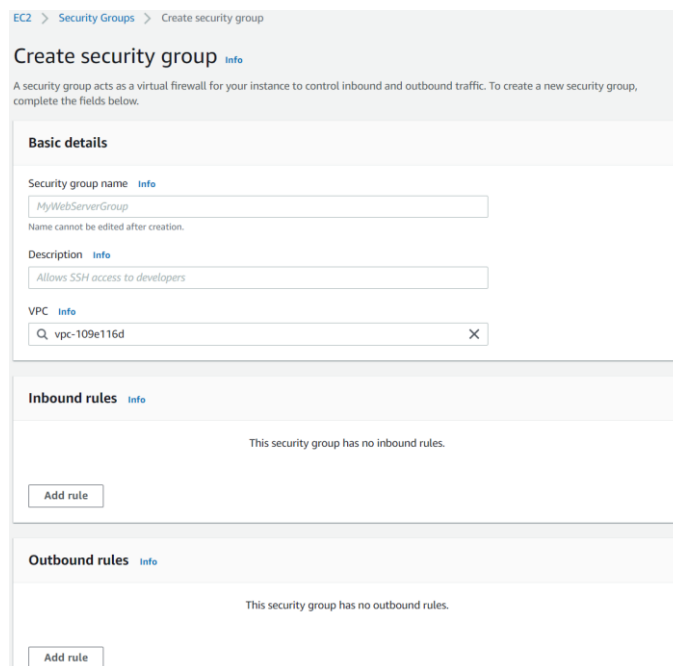 EC2 > Security Groups > Create security group
Create security group Info
A security group acts as a virtual firewall for your instance to control inbound and outbound traffic. To create a new security group,
complete the fields below.
Basic details
Security group name Info
MyWebServerGroup
Name cannot be edited after creation.
Description Info
Allows SSH access to developers
VPC Info
vpc-109e116d
Inbound rules Info
This security group has no inbound rules.
Add rule
Outbound rules Info
This security group has no outbound rules.
Add rule